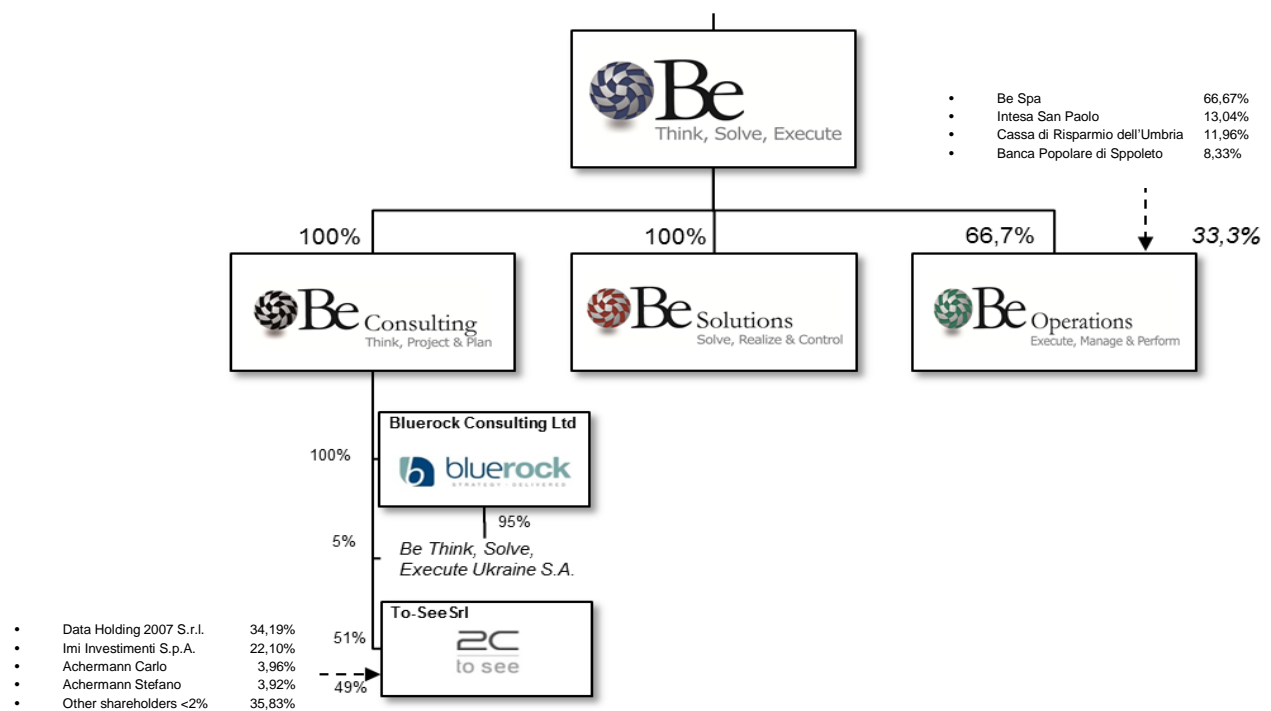 Be
Think, Solve, Execute
• Be Spa 66,67%
• Intesa San Paolo 13,04%
• Cassa di Risparmio dell'Umbria 11,96%
• Banca Popolare di Sppoleto 8,33%
100%
100%
66,7%
33,3%
Be Consulting
Think, Project & Plan
Be Solutions
Solve, Realize & Control
Be Operations
Execute, Manage & Perform
Bluerock Consulting Ltd
100%
b bluerock
STRATEGY · DELIVERED
95%
5%
Be Think, Solve,
Execute Ukraine S.A.
To-See Srl
2C
to see
51%
49%
• Data Holding 2007 S.r.l. 34,19%
• Imi Investimenti S.p.A. 22,10%
• Achermann Carlo 3,96%
• Achermann Stefano 3,92%
• Other shareholders <2% 35,83%